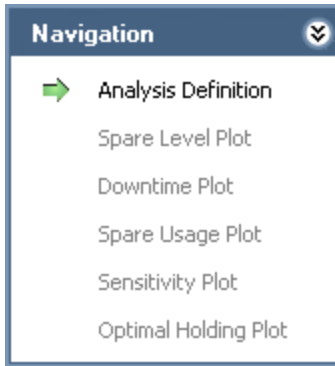 Navigation
Analysis Definition
Spare Level Plot
Downtime Plot
Spare Usage Plot
Sensitivity Plot
Optimal Holding Plot